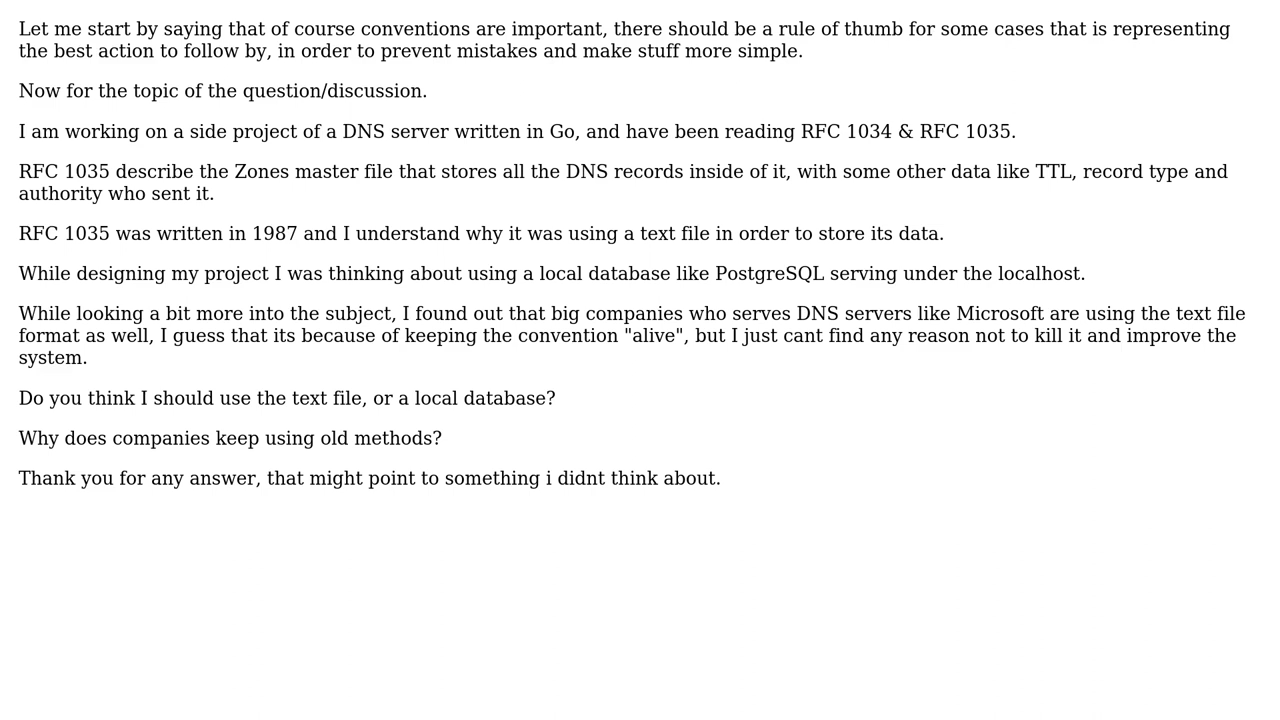 Let me start by saying that of course conventions are important, there should be a rule of thumb for some cases that is representing
the best action to follow by, in order to prevent mistakes and make stuff more simple.
Now for the topic of the question/discussion.
I am working on a side project of a DNS server written in Go, and have been reading RFC 1034 & RFC 1035.
RFC 1035 describe the Zones master file that stores all the DNS records inside of it, with some other data like TTL, record type and
authority who sent it.
RFC 1035 was written in 1987 and I understand why it was using a text file in order to store its data.
While designing my project I was thinking about using a local database like PostgreSQL serving under the localhost.
While looking a bit more into the subject, I found out that big companies who serves DNS servers like Microsoft are using the text file
format as well, I guess that its because of keeping the convention "alive", but I just cant find any reason not to kill it and improve the
system.
Do you think I should use the text file, or a local database?
Why does companies keep using old methods?
Thank you for any answer, that might point to something i didnt think about.